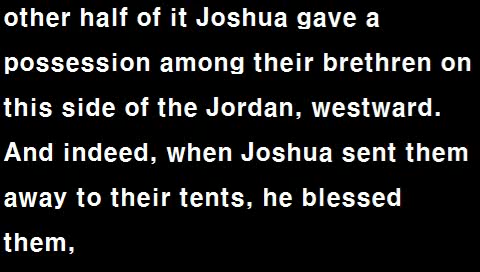 other half of it Joshua gave a
possession among their brethren on
this side of the Jordan, westward.
And indeed, when Joshua sent them
away to their tents, he blessed
them,